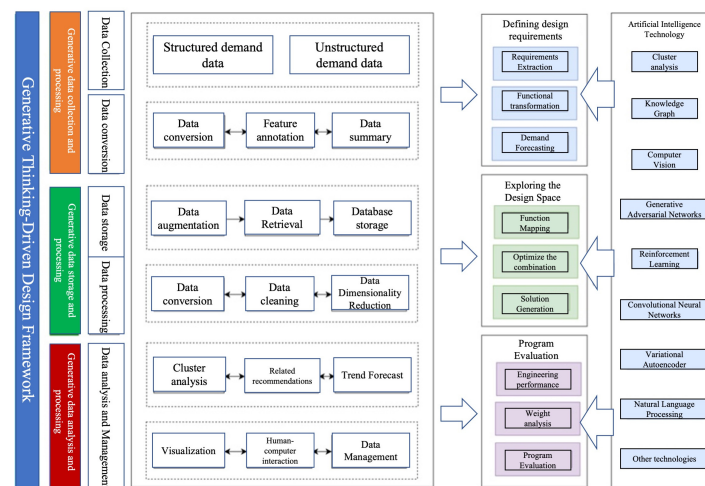 Generative Thinking-Driven Design Framework
Generative data collection and
processing
Generative data storage and
processing
Generative data analysis and
processing
Data Collection
Data conversion
Data storage
Data processing
Data analysis and Management
Structured demand
data
Unstructured
demand data
Data
conversion
Feature
annotation
Data
summary
Data
augmentation
Data
Retrieval
Database
storage
Data
conversion
Data
cleaning
Data
Dimensionality
Reduction
Cluster
analysis
Related
recommendations
Trend Forecast
Visualization
Human-
computer
interaction
Data
Management
Defining design
requirements
Requirements
Extraction
Functional
transformation
Demand
Forecasting
Exploring the
Design Space
Function
Mapping
Optimize the
combination
Solution
Generation
Program
Evaluation
Engineering
performance
Weight
analysis
Program
Evaluation
Artificial Intelligence
Technology
Cluster
analysis
Knowledge
Graph
Computer
Vision
Generative
Adversarial Networks
Reinforcement
Learning
Convolutional Neural
Networks
Variational
Autoencoder
Natural Language
Processing
Other technologies